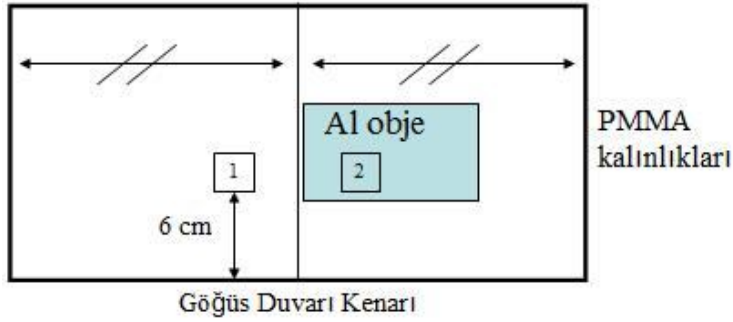 Al obje
PMMA
kalınlıkları
1
2
6 cm
Göğüs Duvarı Kenarı